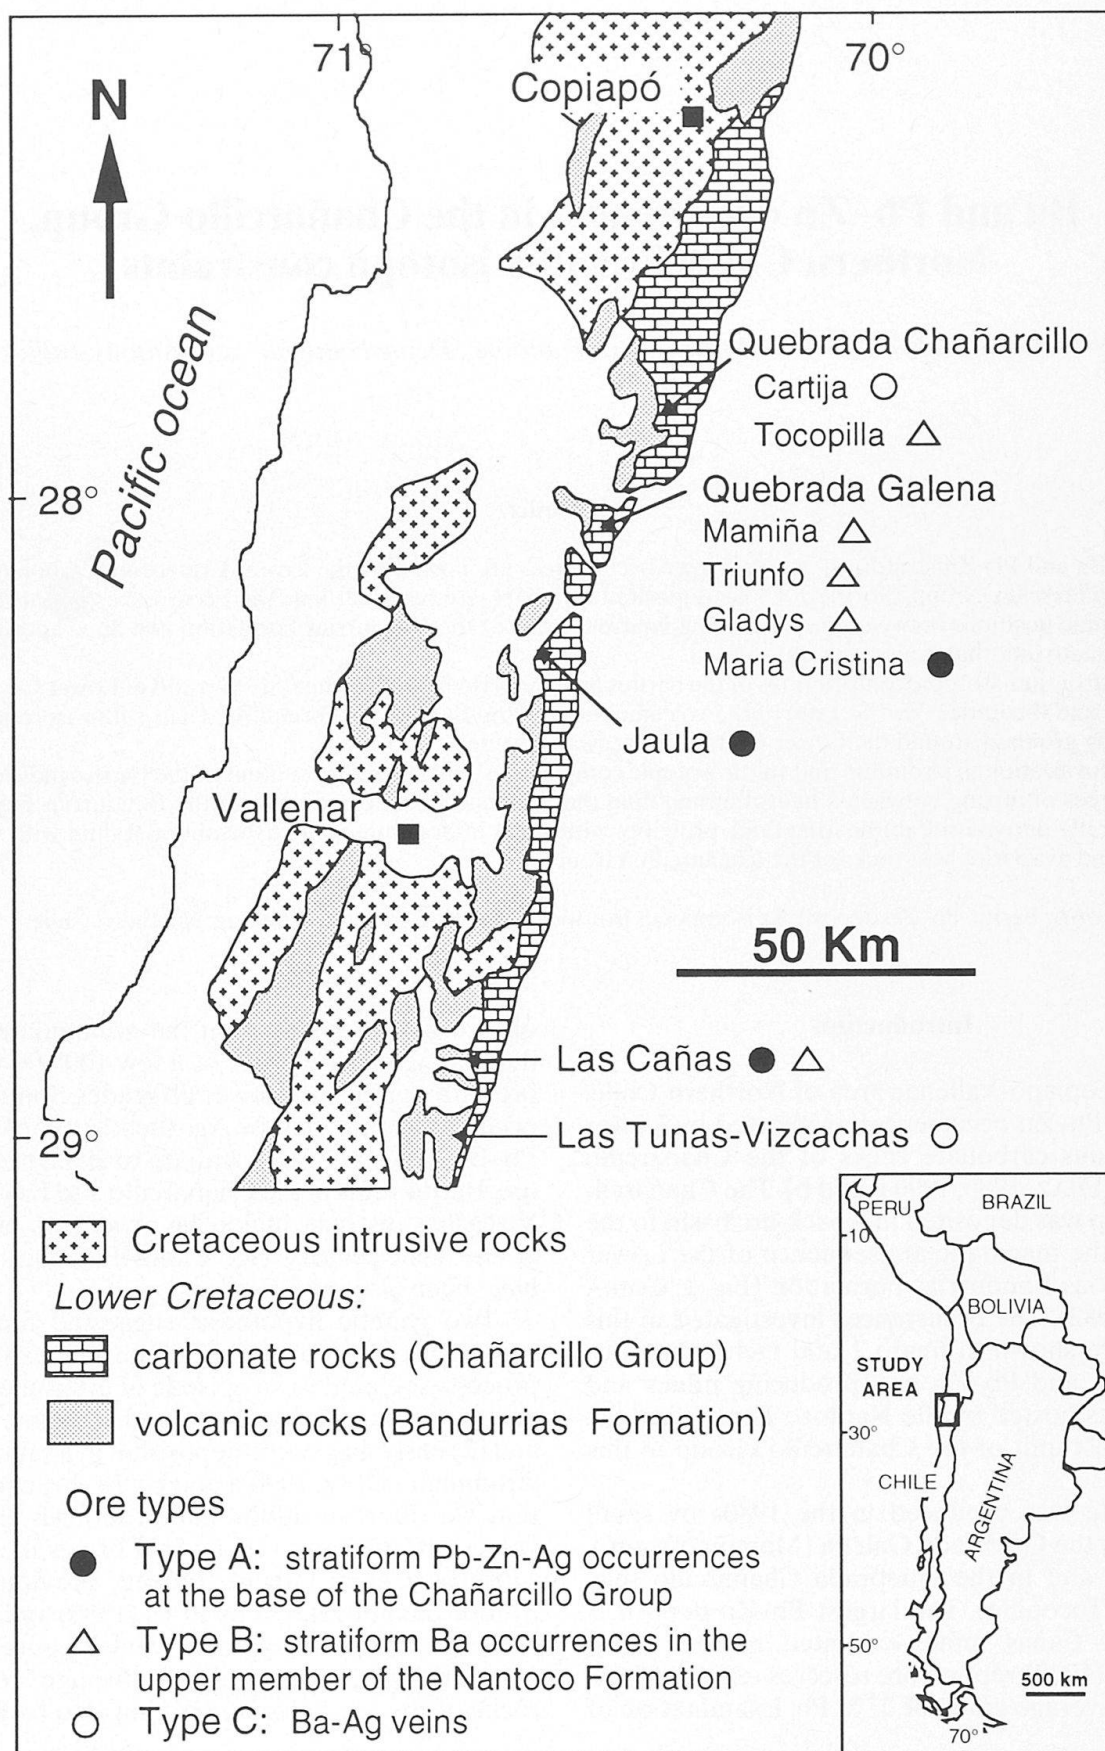 71°
70°
N
Copiapó
Pacific ocean
Quebrada Chañarcillo
Cartija
Tocopilla
28°
Quebrada Galena
Mamiña
Triunfo
Gladys
Maria Cristina
Jaula
Vallenar
50 Km
Las Cañas
29°
Las Tunas-Vizcachas
Cretaceous intrusive rocks
Lower Cretaceous:
carbonate rocks (Chañarcillo Group)
volcanic rocks (Bandurrias Formation)
Ore types
Type A: stratiform Pb-Zn-Ag occurrences
at the base of the Chañarcillo Group
Type B: stratiform Ba occurrences in the
upper member of the Nantoco Formation
Type C: Ba-Ag veins
PERU
BRAZIL
10°
BOLIVIA
STUDY
AREA
30°
CHILE
ARGENTINA
50°
500 km
70°